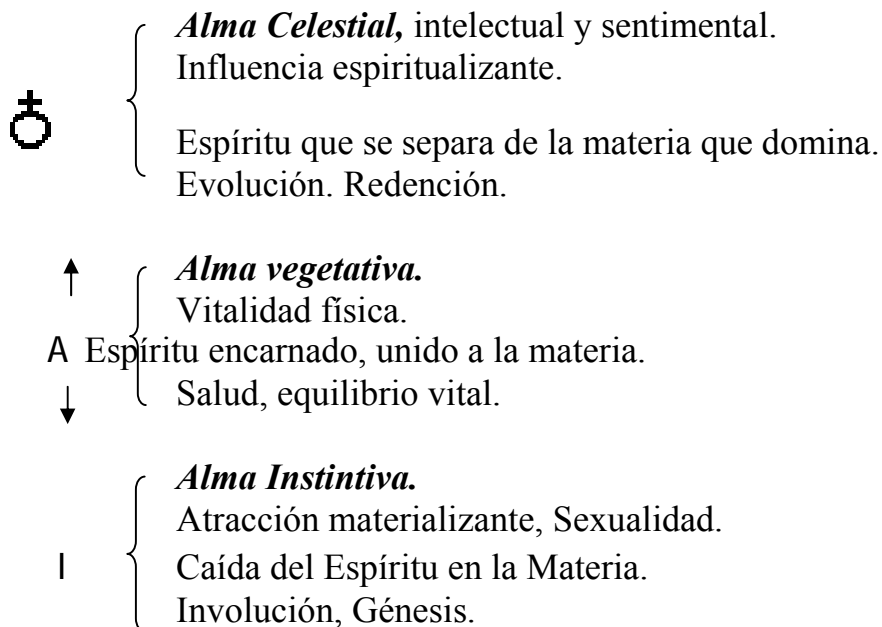 Alma Celestial, intelectual y sentimental.
Influencia espiritualizante.
♁
Espíritu que se separa de la materia que domina.
Evolución. Redención.
↑
Alma vegetativa.
Vitalidad física.
A Espíritu encarnado, unido a la materia.
↓
Salud, equilibrio vital.
Alma Instintiva.
Atracción materializante, Sexualidad.
I Caída del Espíritu en la Materia.
Involución, Génesis.